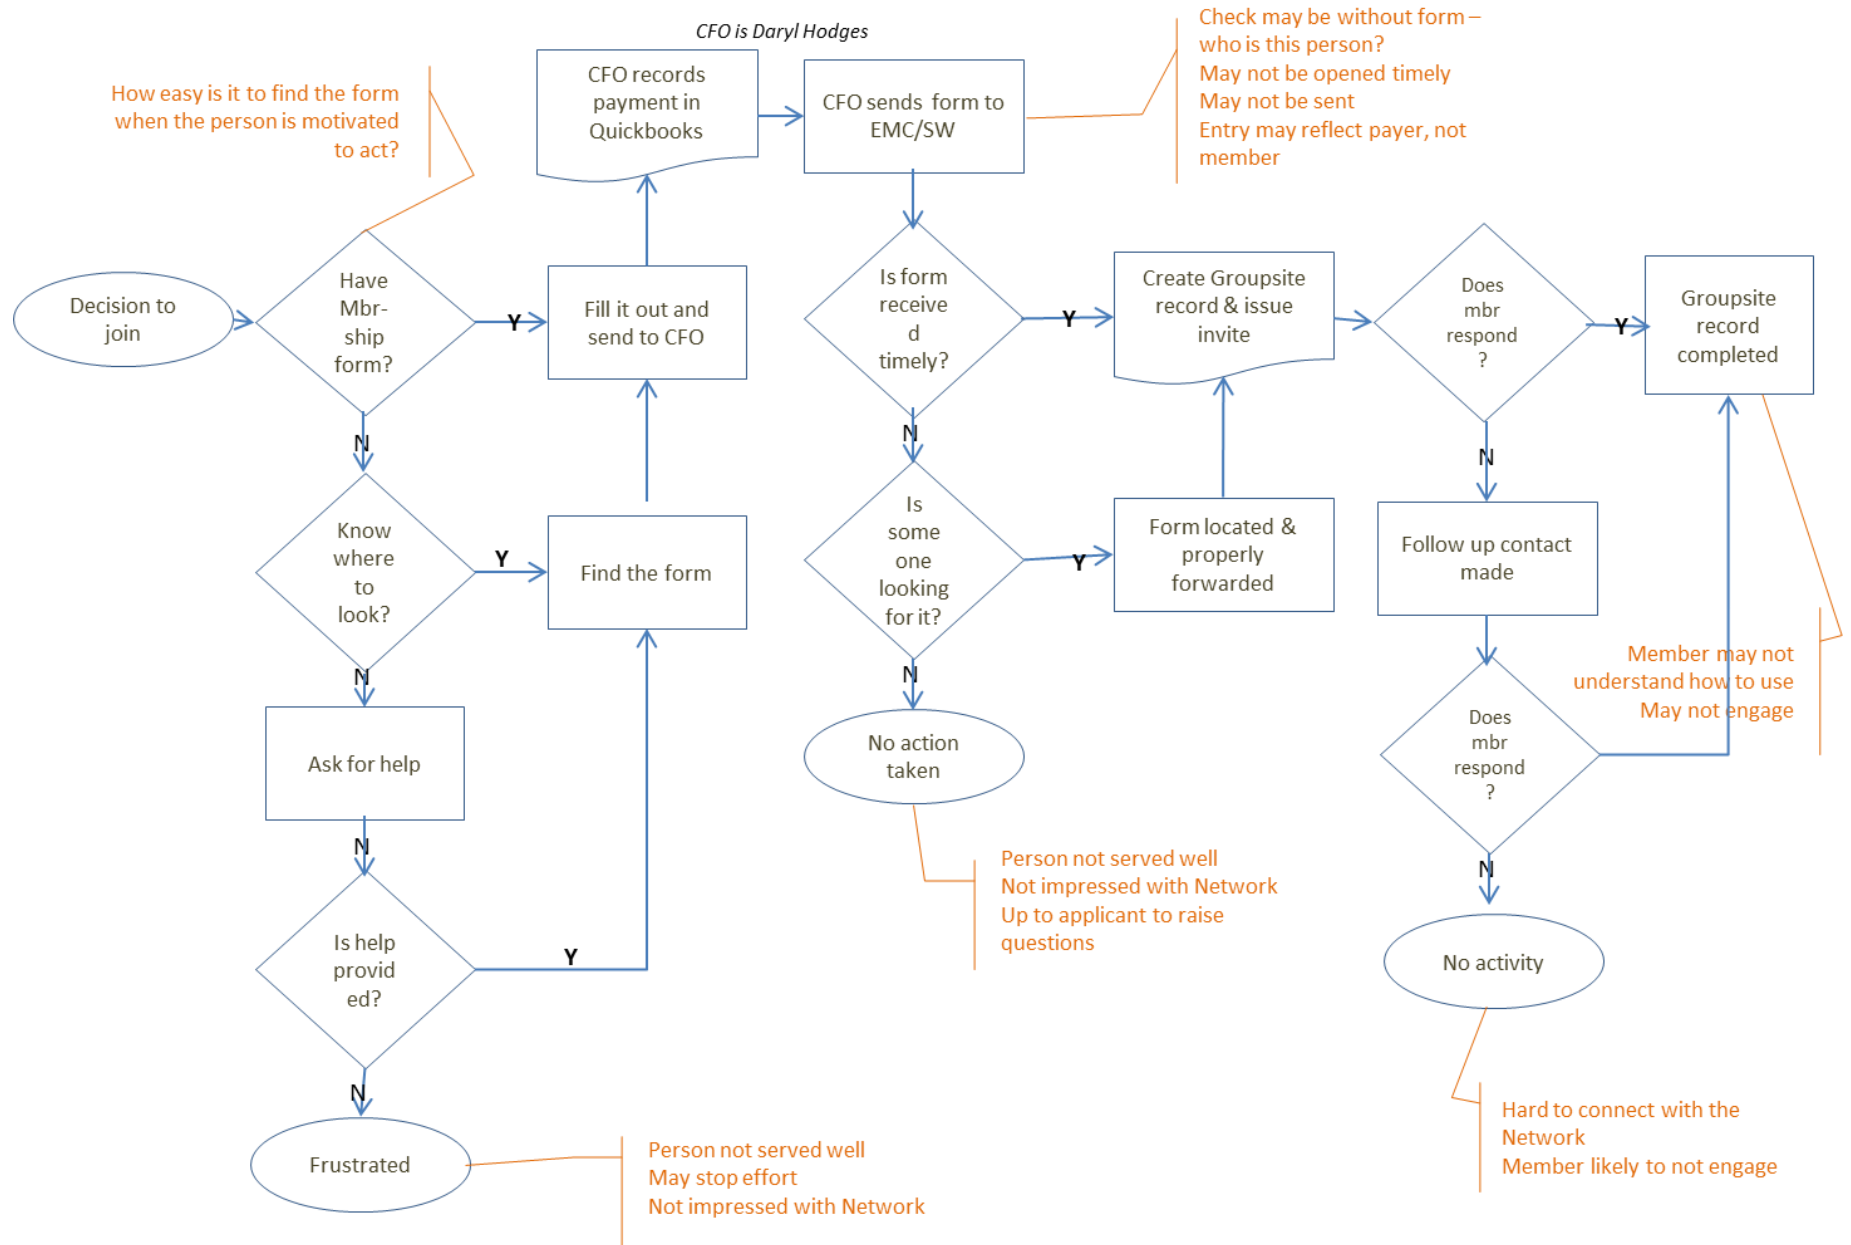 CFO is Daryl Hodges
How easy is it to find the form
when the person is motivated
to act?
CFO records
payment in
Quickbooks
CFO sends form to
EMC/SW
Check may be without form –
who is this person?
May not be opened timely
May not be sent
Entry may reflect payer, not
member
Decision to
join
Have
Mbr-
ship
form?
Y
Fill it out and
send to CFO
Is form
receive
d
timely?
Y
Create Groupsite
record & issue
invite
Does
mbr
respond
?
Y
Groupsite
record
completed
N
N
N
Know
where
to
look?
Y
Find the form
Is
some
one
looking
for it?
Y
Form located &
properly
forwarded
Follow up contact
made
N
N
Member may not
understand how to use
May not engage
Ask for help
No action
taken
Does
mbr
respond
?
N
N
Person not served well
Not impressed with Network
Up to applicant to raise
questions
Is help
provid
ed?
Y
No activity
N
Frustrated
Person not served well
May stop effort
Not impressed with Network
Hard to connect with the
Network
Member likely to not engage